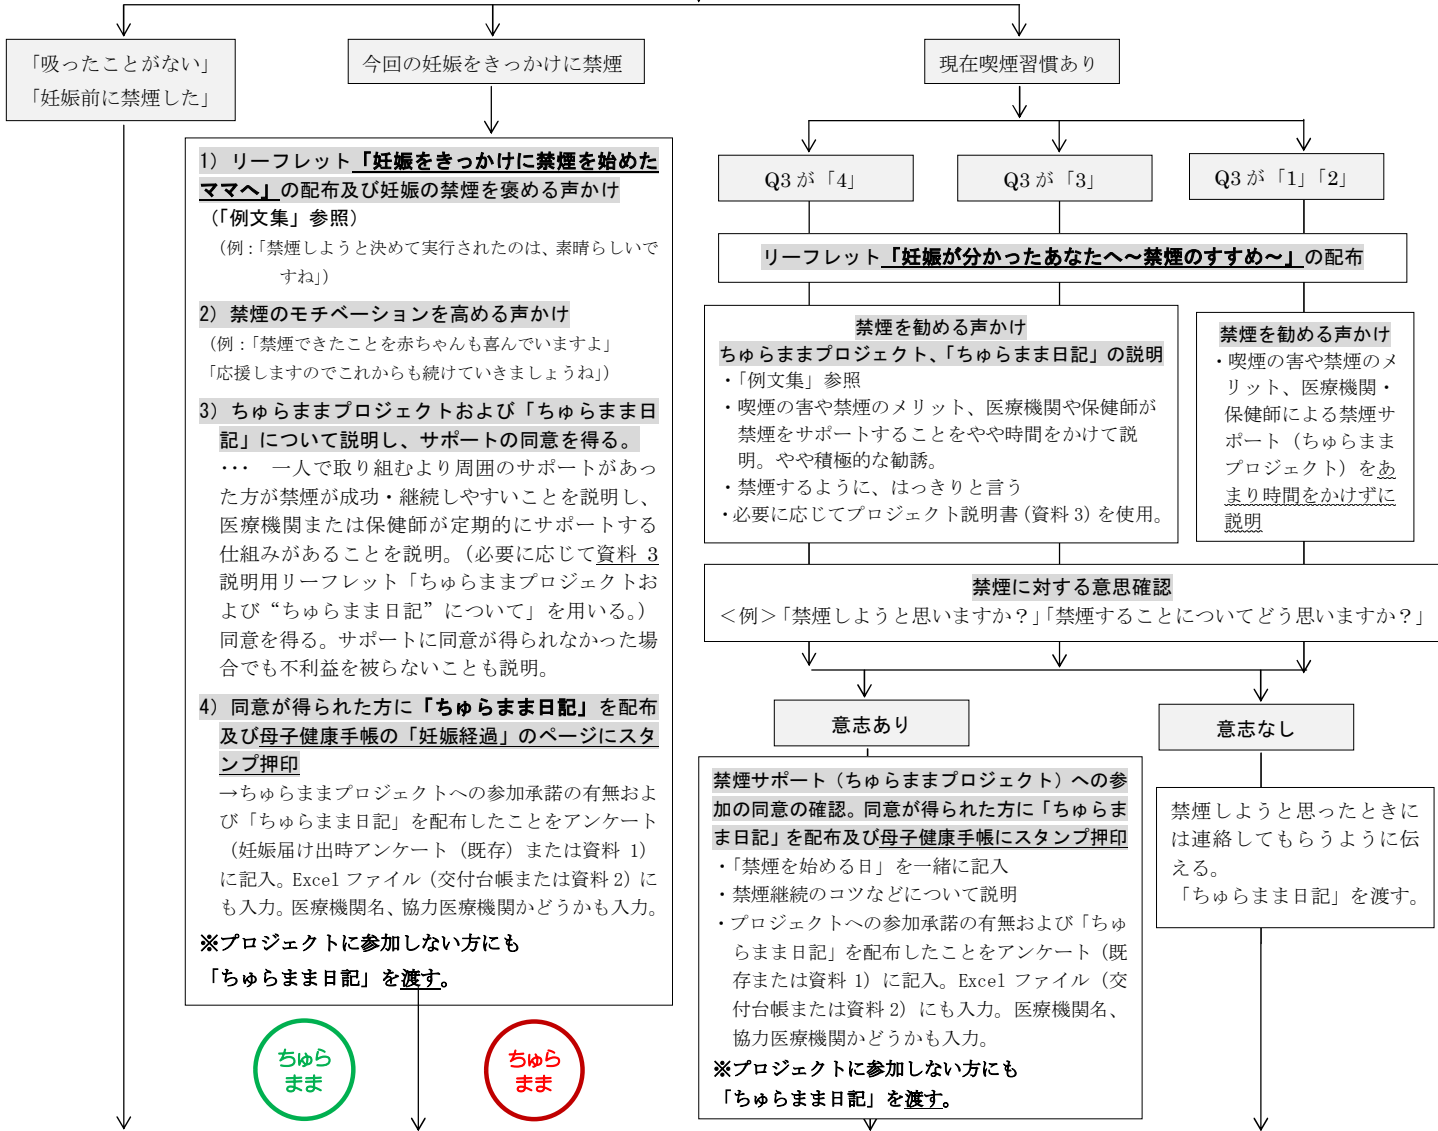 「吸ったことがない」
「妊娠前に禁煙した」
今回の妊娠をきっかけに禁煙
現在喫煙習慣あり
1) リーフレット「妊娠をきっかけに禁煙を始めた
ママへ」の配布及び妊娠の禁煙を褒める声かけ
(「例文集」参照)
(例:「禁煙しようと決めて実行されたのは、素晴らしいで
すね」)
2) 禁煙のモチベーションを高める声かけ
(例:「禁煙できたことを赤ちゃんも喜んでいますよ」
「応援しますのでこれからも続けていきましょうね」)
3) ちゅらままプロジェクトおよび「ちゅらまま日
記」について説明し、サポートの同意を得る。
… 一人で取り組むより周囲のサポートがあっ
た方が禁煙が成功・継続しやすいことを説明し、
医療機関または保健師が定期的にサポートする
仕組みがあることを説明。(必要に応じて資料 3
説明用リーフレット「ちゅらままプロジェクトお
よび“ちゅらまま日記”について」を用いる。)
同意を得る。サポートに同意が得られなかった場
合でも不利益を被らないことも説明。
4) 同意が得られた方に「ちゅらまま日記」を配布
及び母子健康手帳の「妊娠経過」のページにスタ
ンプ押印
→ちゅらままプロジェクトへの参加承諾の有無およ
び「ちゅらまま日記」を配布したことをアンケート
(妊娠届け出時アンケート(既存)または資料 1)
に記入。Excel ファイル(交付台帳または資料 2)に
も入力。医療機関名、協力医療機関かどうかも入力。
※プロジェクトに参加しない方にも
「ちゅらまま日記」を渡す。
ちゅら
まま
ちゅら
まま
Q3 が「4」
Q3 が「3」
Q3 が「1」「2」
リーフレット「妊娠が分かったあなたへ～禁煙のすすめ～」の配布
禁煙を勧める声かけ
ちゅらままプロジェクト、「ちゅらまま日記」の説明
・「例文集」参照
・喫煙の害や禁煙のメリット、医療機関や保健師が
禁煙をサポートすることをやや時間をかけて説
明。やや積極的な勧誘。
・禁煙するように、はっきりと言う
・必要に応じてプロジェクト説明書(資料 3)を使用。
禁煙を勧める声かけ
・喫煙の害や禁煙のメ
リット、医療機関・
保健師による禁煙サ
ポート(ちゅらまま
プロジェクト)をあ
まり時間をかけずに
説明
禁煙に対する意思確認
＜例＞「禁煙しようと思いますか？」「禁煙することについてどう思いますか？」
意志あり
意志なし
禁煙サポート(ちゅらままプロジェクト)への参
加の同意の確認。同意が得られた方に「ちゅらま
ま日記」を配布及び母子健康手帳にスタンプ押印
・「禁煙を始める日」を一緒に記入
・禁煙継続のコツなどについて説明
・プロジェクトへの参加承諾の有無および「ちゅ
らまま日記」を配布したことをアンケート(既
存または資料 1)に記入。Excel ファイル(交
付台帳または資料 2)にも入力。医療機関名、
協力医療機関かどうかも入力。
※プロジェクトに参加しない方にも
「ちゅらまま日記」を渡す。
禁煙しようと思ったときに
は連絡してもらうように伝
える。
「ちゅらまま日記」を渡す。